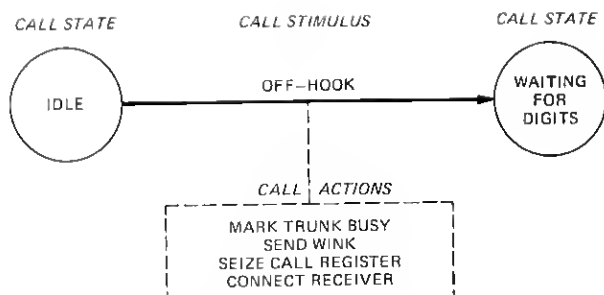 CALL STATE CALL STIMULUS CALL STATE
IDLE
OFF–HOOK
WAITING
FOR
DIGITS
CALL ACTIONS
MARK TRUNK BUSY
SEND WINK
SEIZE CALL REGISTER
CONNECT RECEIVER